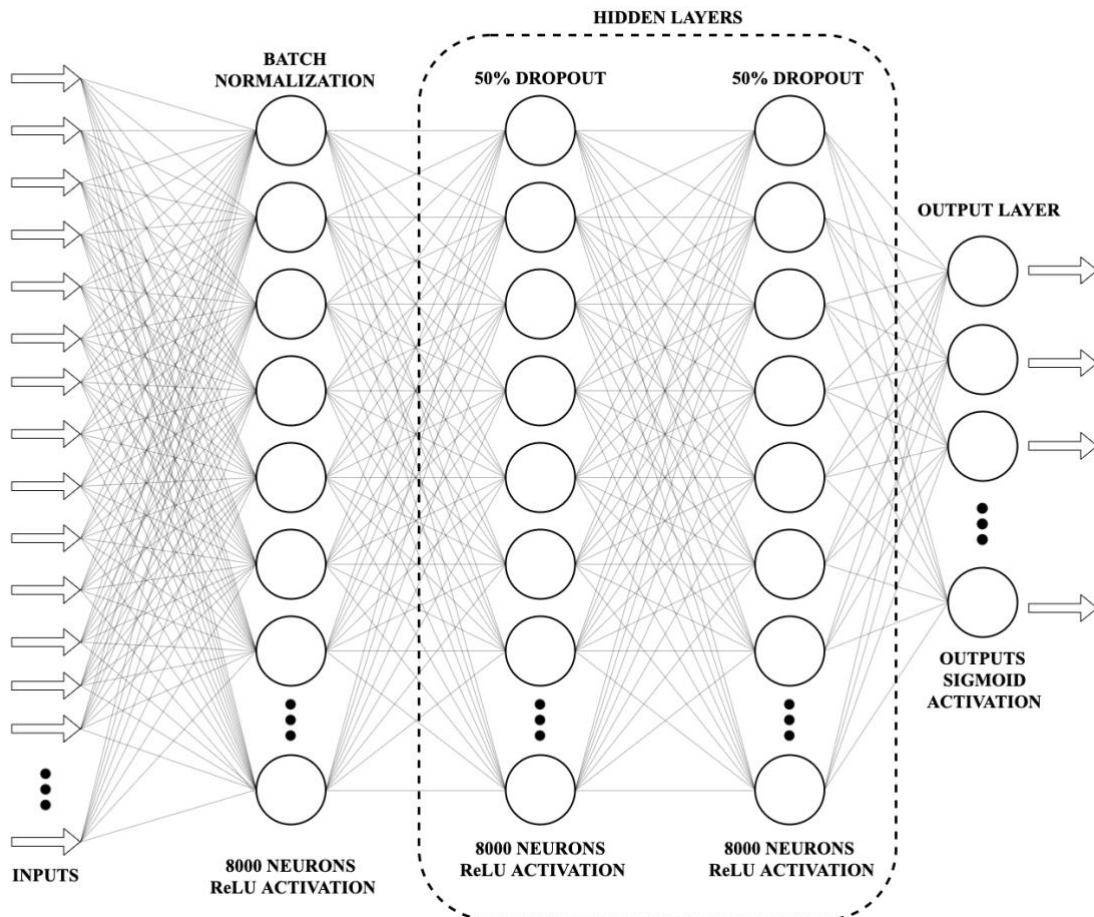 HIDDEN LAYERS
BATCH
NORMALIZATION
50% DROPOUT
50% DROPOUT
OUTPUT LAYER
OUTPUTS
SIGMOID
ACTIVATION
INPUTS
8000 NEURONS
ReLU ACTIVATION
8000 NEURONS
ReLU ACTIVATION
8000 NEURONS
ReLU ACTIVATION